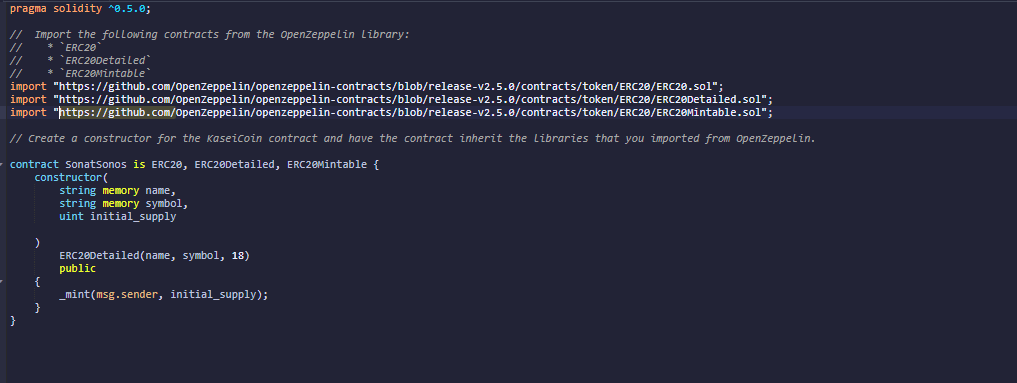 pragma solidity ^0.5.0;
//  Import the following contracts from the OpenZeppelin library:
//    * `ERC20`
//    * `ERC20Detailed`
//    * `ERC20Mintable`
import "https://github.com/OpenZeppelin/openzeppelin-contracts/blob/release-v2.5.0/contracts/token/ERC20/ERC20.sol";
import "https://github.com/OpenZeppelin/openzeppelin-contracts/blob/release-v2.5.0/contracts/token/ERC20/ERC20Detailed.sol";
import "https://github.com/OpenZeppelin/openzeppelin-contracts/blob/release-v2.5.0/contracts/token/ERC20/ERC20Mintable.sol";
// Create a constructor for the KaseiCoin contract and have the contract inherit the libraries that you imported from OpenZeppelin.
contract SonatSonos is ERC20, ERC20Detailed, ERC20Mintable {
    constructor(
        string memory name,
        string memory symbol,
        uint initial_supply
    )
        ERC20Detailed(name, symbol, 18)
        public
    {
        _mint(msg.sender, initial_supply);
    }
}